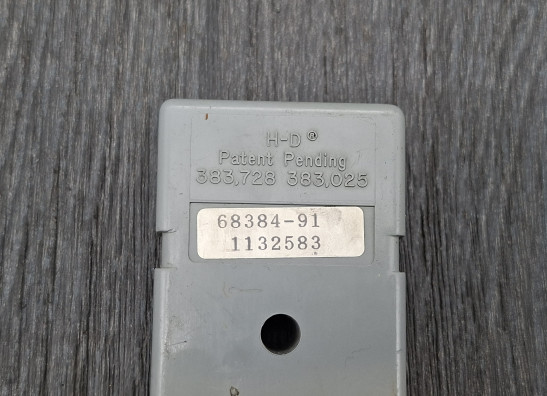 H-D®
Patent Pending
383,728 383,025
68384-91
1132583